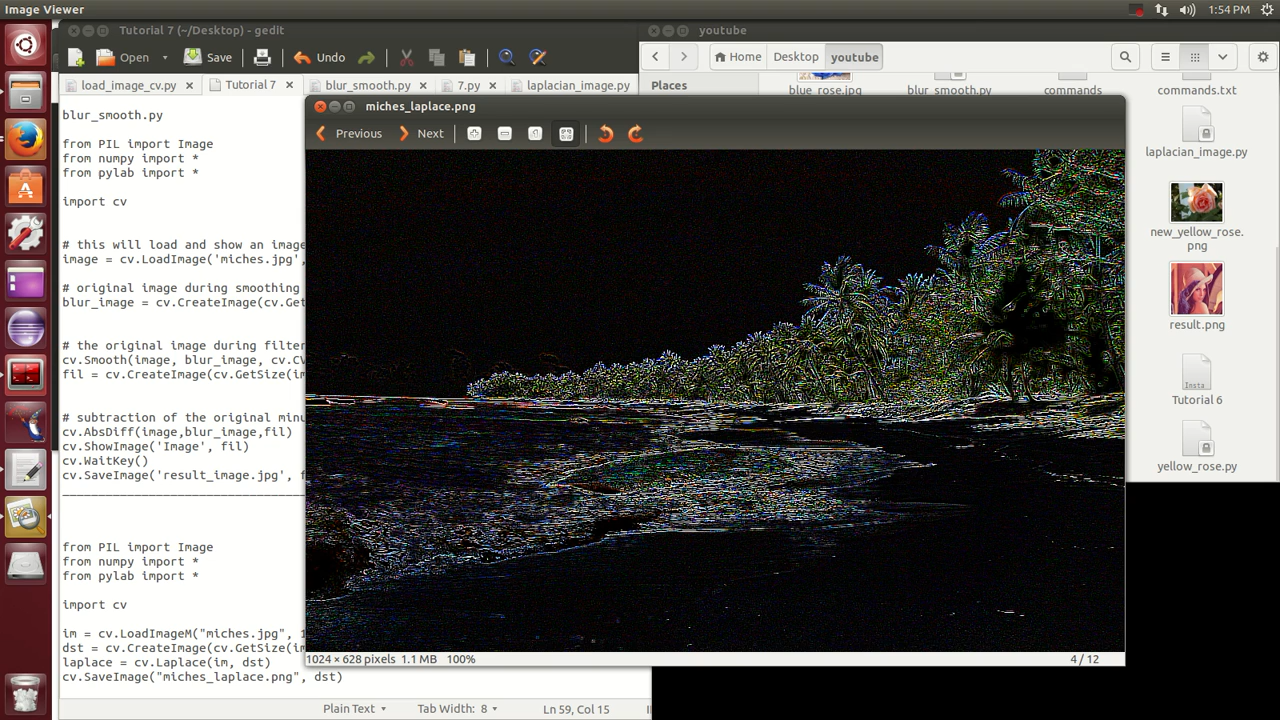 Image Viewer
1:54 PM
Tutorial 7 (~/Desktop) - gedit
Open
Save
Undo
load_image_cv.py
Tutorial 7
blur_smooth.py
7.py
laplacian_image.py
blur_smooth.py
from PIL import Image
from numpy import *
from pylab import *
import cv
# this will load and show an image
image = cv.LoadImage('miches.jpg',
# original image during smoothing
blur_image = cv.CreateImage(cv.Get
# the original image during filter
cv.Smooth(image, blur_image, cv.CV
fil = cv.CreateImage(cv.GetSize(im
# subtraction of the original minu
cv.AbsDiff(image,blur_image,fil)
cv.ShowImage('Image', fil)
cv.WaitKey()
cv.SaveImage('result_image.jpg', f
from PIL import Image
from numpy import *
from pylab import *
import cv
im = cv.LoadImageM("miches.jpg", 1
dst = cv.CreateImage(cv.GetSize(im
laplace = cv.Laplace(im, dst)
cv.SaveImage("miches_laplace.png", dst)
Plain Text
Tab Width: 8
Ln 59, Col 15
miches_laplace.png
Previous
Next
1024 × 628 pixels 1.1 MB 100%
4 / 12
youtube
Home
Desktop
youtube
Places
blue_rose.jpg
blur_smooth.py
commands
commands.txt
laplacian_image.py
new_yellow_rose.
png
result.png
Insta
Tutorial 6
yellow_rose.py